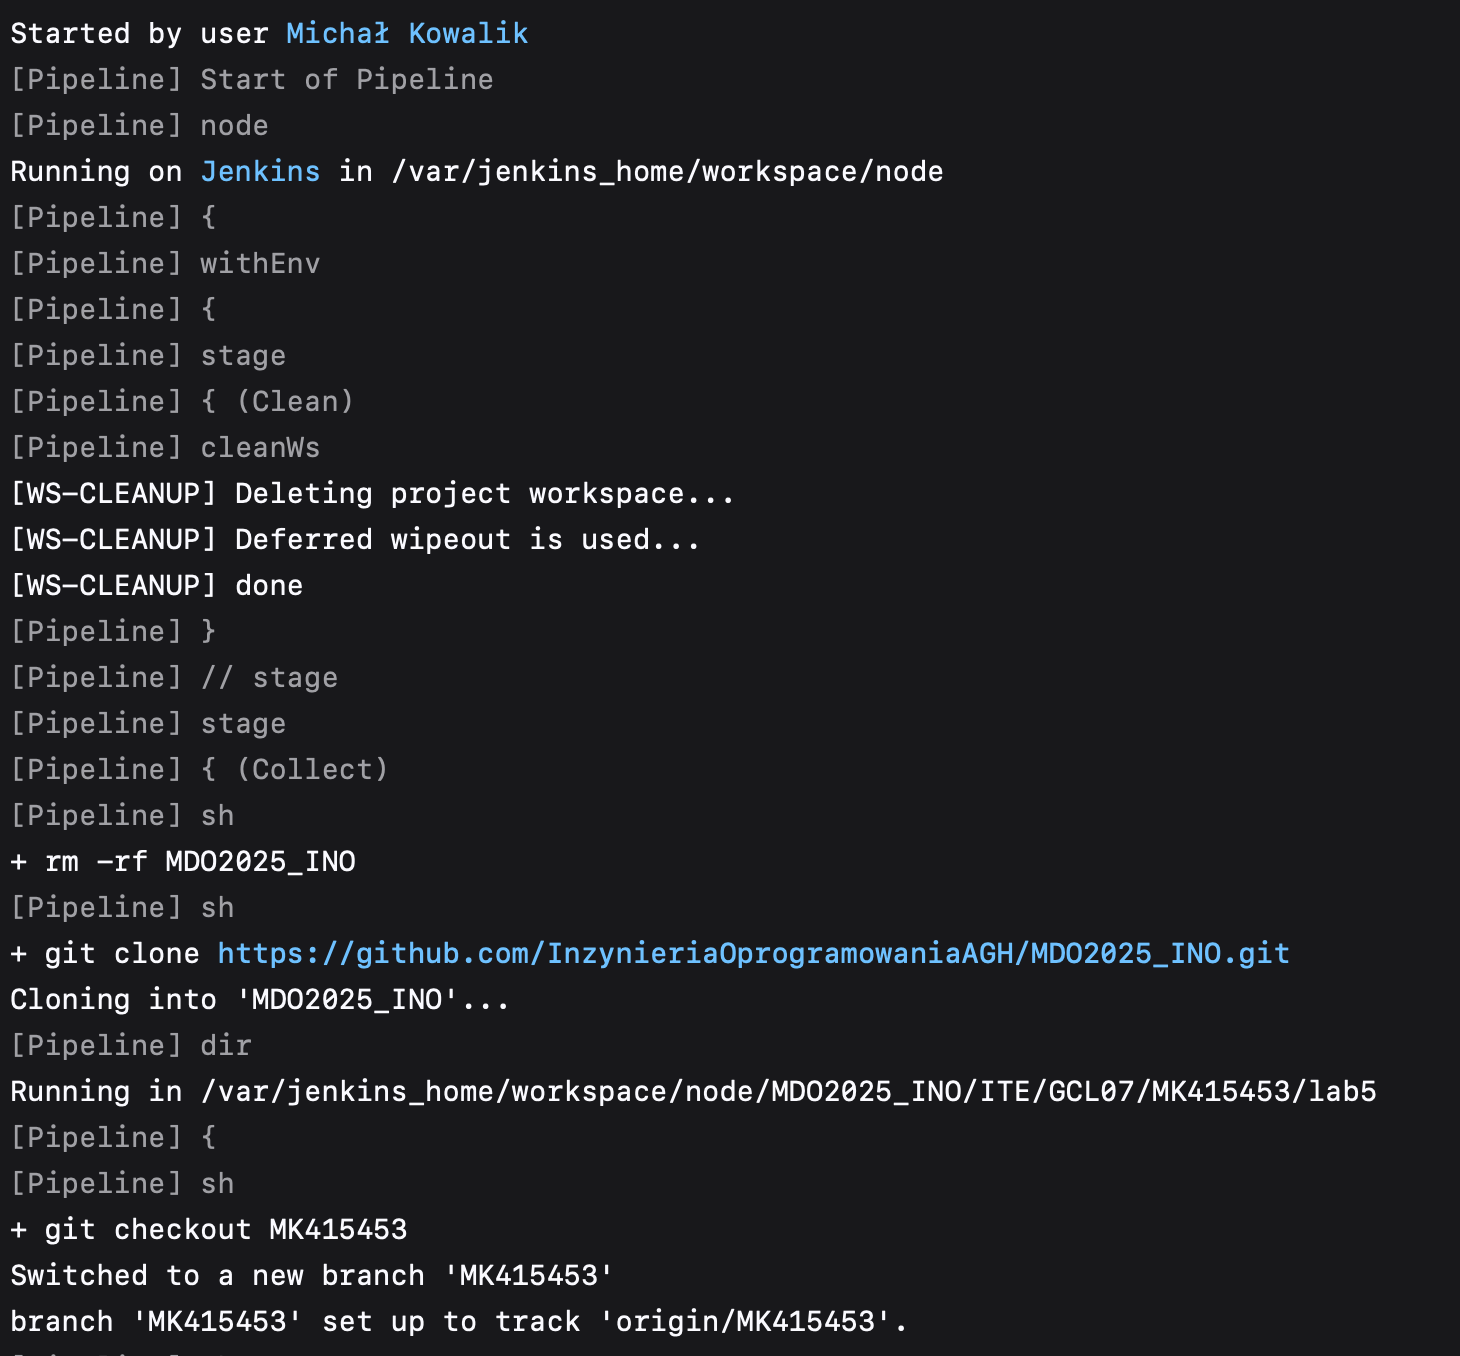 Started by user Michał Kowalik
[Pipeline] Start of Pipeline
[Pipeline] node
Running on Jenkins in /var/jenkins_home/workspace/node
[Pipeline] {
[Pipeline] withEnv
[Pipeline] {
[Pipeline] stage
[Pipeline] { (Clean)
[Pipeline] cleanWs
[WS-CLEANUP] Deleting project workspace...
[WS-CLEANUP] Deferred wipeout is used...
[WS-CLEANUP] done
[Pipeline] }
[Pipeline] // stage
[Pipeline] stage
[Pipeline] { (Collect)
[Pipeline] sh
+ rm -rf MDO2025_INO
[Pipeline] sh
+ git clone https://github.com/InzynieriaOprogramowaniaAGH/MDO2025_INO.git
Cloning into 'MDO2025_INO'...
[Pipeline] dir
Running in /var/jenkins_home/workspace/node/MDO2025_INO/ITE/GCL07/MK415453/lab5
[Pipeline] {
[Pipeline] sh
+ git checkout MK415453
Switched to a new branch 'MK415453'
branch 'MK415453' set up to track 'origin/MK415453'.